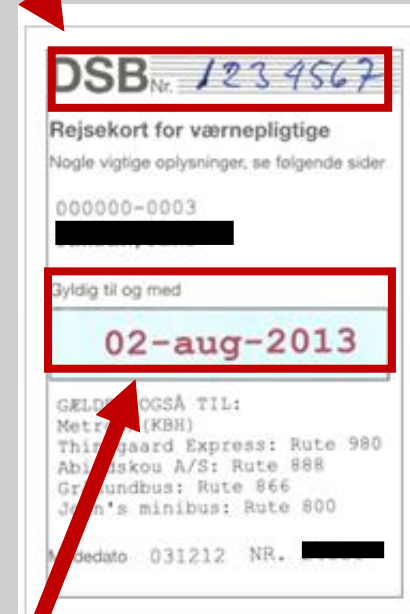 DSB Nr. 1234567
Rejsekort for værnepligtige
Nogle vigtige oplysninger, se følgende sider
000000-0003
Gyldig til og med
02-aug-2013
OGSÅ TIL:
(KBH)
Express: Rute 980
A/S: Rute 888
Rute 866
minibus: Rute 800
031212 NR.